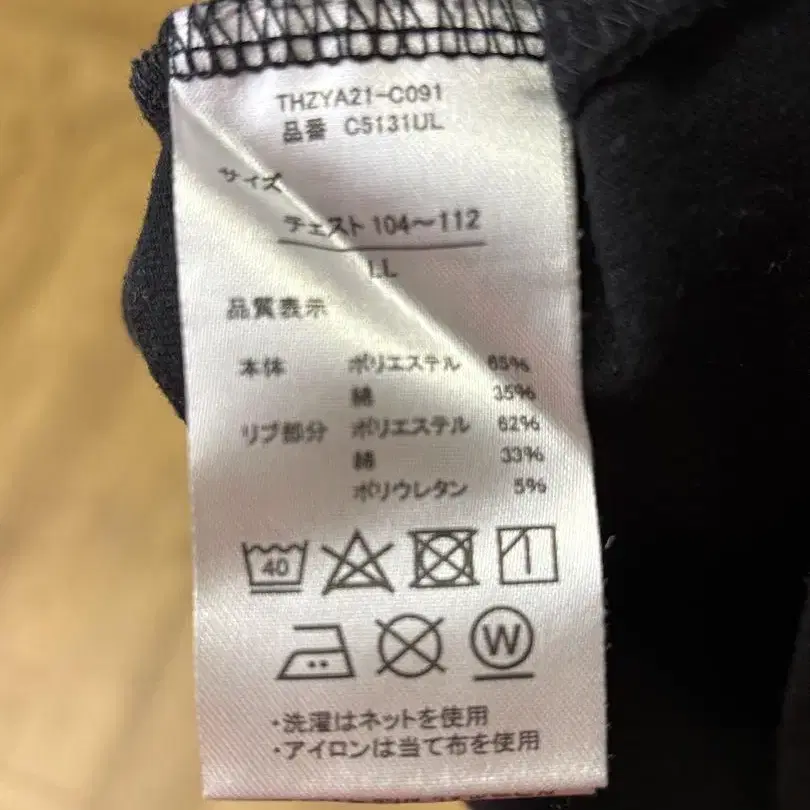 THZYA21-C091
品番 C5131UL
サイズ
チェスト 104～112
LL
品質表示
本体 ポリエステル 65%
綿 35%
リブ部分 ポリエステル 62%
綿 33%
ポリウレタン 5%
40
W
・洗濯はネットを使用
・アイロンは当て布を使用